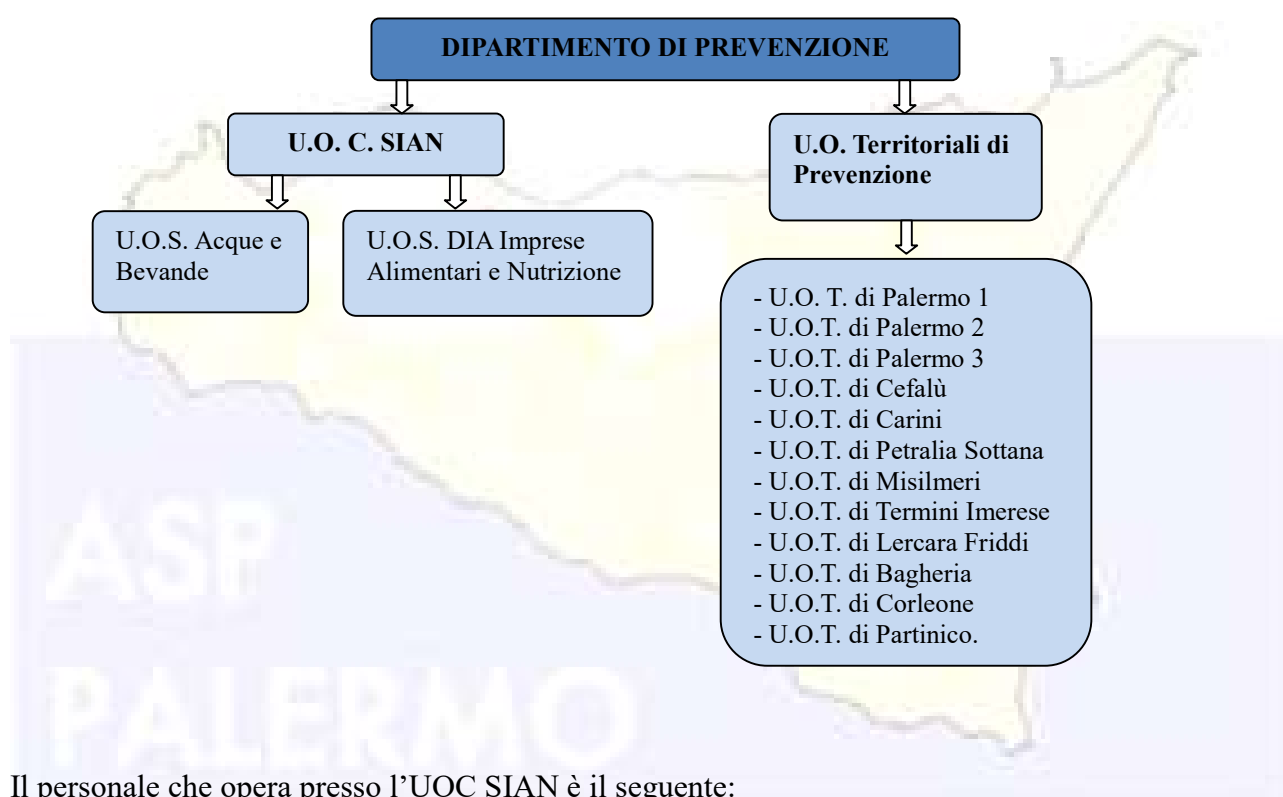 DIPARTIMENTO DI PREVENZIONE
U.O. C. SIAN
U.O. Territoriali di
Prevenzione
U.O.S. Acque e
Bevande
U.O.S. DIA Imprese
Alimentari e Nutrizione
- U.O. T. di Palermo 1
- U.O.T. di Palermo 2
- U.O.T. di Palermo 3
- U.O.T. di Cefalù
- U.O.T. di Carini
- U.O.T. di Petralia Sottana
- U.O.T. di Misilmeri
- U.O.T. di Termini Imerese
- U.O.T. di Lercara Friddi
- U.O.T. di Bagheria
- U.O.T. di Corleone
- U.O.T. di Partinico.
ASP
PALERMO
Il personale che opera presso l’UOC SIAN è il seguente: